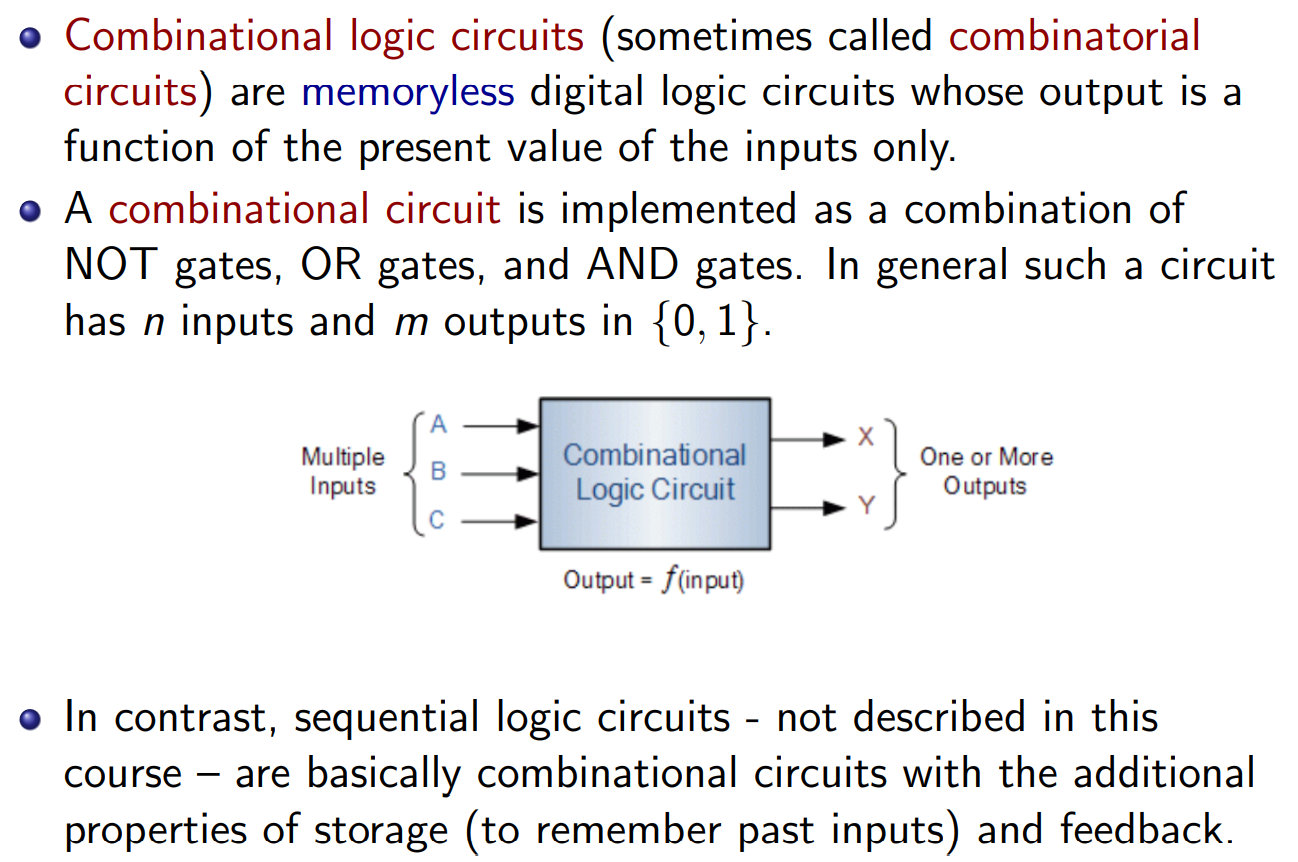 Combinational logic circuits (sometimes called combinatorial
circuits) are memoryless digital logic circuits whose output is a
function of the present value of the inputs only.
A combinational circuit is implemented as a combination of
NOT gates, OR gates, and AND gates. In general such a circuit
has n inputs and m outputs in {0, 1}.
Multiple
Inputs
A
B
C
Combinational
Logic Circuit
X
Y
One or More
Outputs
Output = f(input)
In contrast, sequential logic circuits - not described in this
course – are basically combinational circuits with the additional
properties of storage (to remember past inputs) and feedback.